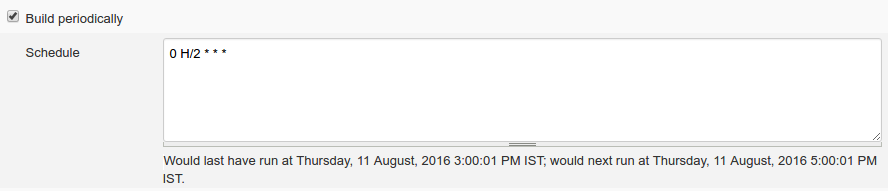 Build periodically
Schedule
0 H/2 * * *
Would last have run at Thursday, 11 August, 2016 3:00:01 PM IST; would next run at Thursday, 11 August, 2016 5:00:01 PM
IST.